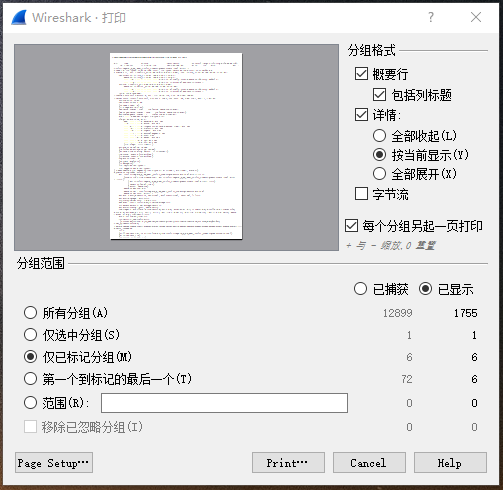 Wireshark · 打印
分组格式
概要行
包括列标题
详情:
全部收起(L)
按当前显示(Y)
全部展开(X)
字节流
每个分组另起一页打印
+ 与 - 缩放,0 重置
分组范围
已捕获 已显示
所有分组(A) 12899 1755
仅选中分组(S) 1 1
仅已标记分组(M) 6 6
第一个到标记的最后一个(T) 72 6
范围(R): 0 0
移除已忽略分组(I) 0 0
Page Setup… Print… Cancel Help